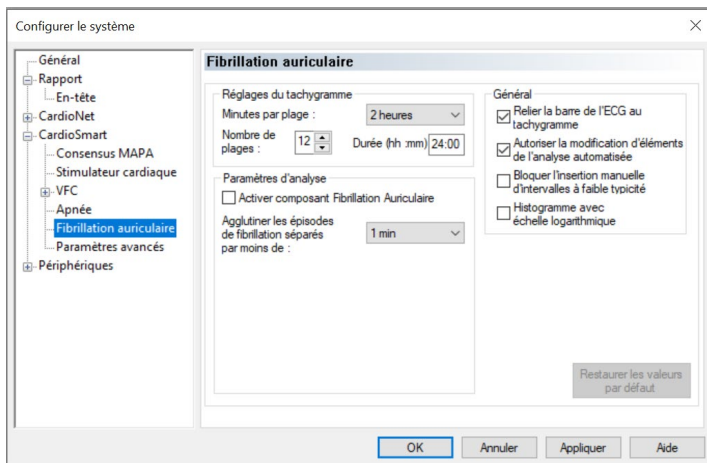 Configurer le système
Général
Rapport
En-tête
CardioNet
CardioSmart
Consensus MAPA
Stimulateur cardiaque
VFC
Apnée
Fibrillation auriculaire
Paramètres avancés
Périphériques
Fibrillation auriculaire
Réglages du tachygramme
Minutes par plage :
2 heures
Nombre de
plages :
12
Durée (hh :mm)
24:00
Paramètres d'analyse
Activer composant Fibrillation Auriculaire
Agglutiner les épisodes
de fibrillation séparés
par moins de :
1 min
Général
Relier la barre de l'ECG au
tachygramme
Autoriser la modification d'éléments
de l'analyse automatisée
Bloquer l'insertion manuelle
d'intervalles à faible typicité
Histogramme avec
échelle logarithmique
Restaurer les valeurs
par défaut
OK
Annuler
Appliquer
Aide